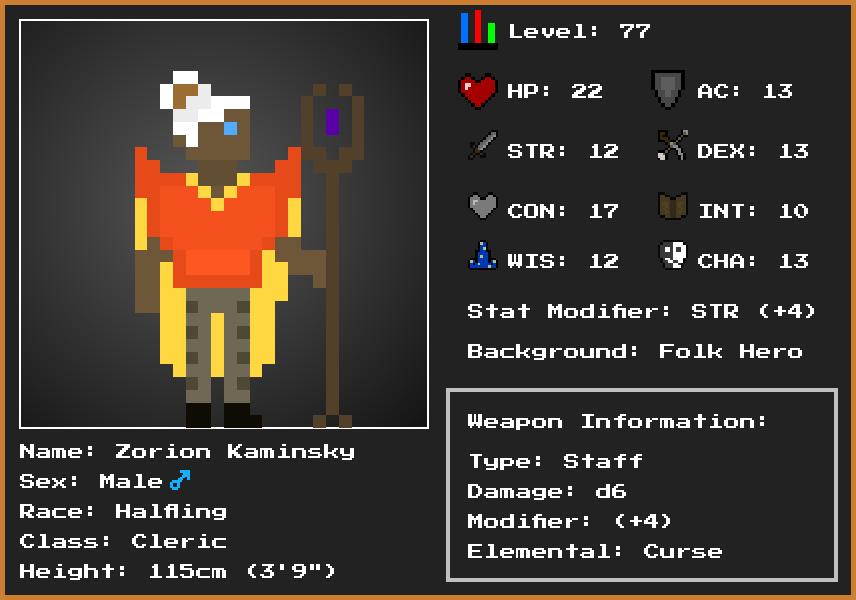 Level: 77
HP: 22
AC: 13
STR: 12
DEX: 13
CON: 17
INT: 10
WIS: 12
CHA: 13
Stat Modifier: STR (+4)
Background: Folk Hero
Weapon Information:
Type: Staff
Damage: d6
Modifier: (+4)
Elemental: Curse
Name: Zorion Kaminsky
Sex: Male♂
Race: Halfling
Class: Cleric
Height: 115cm (3'9")